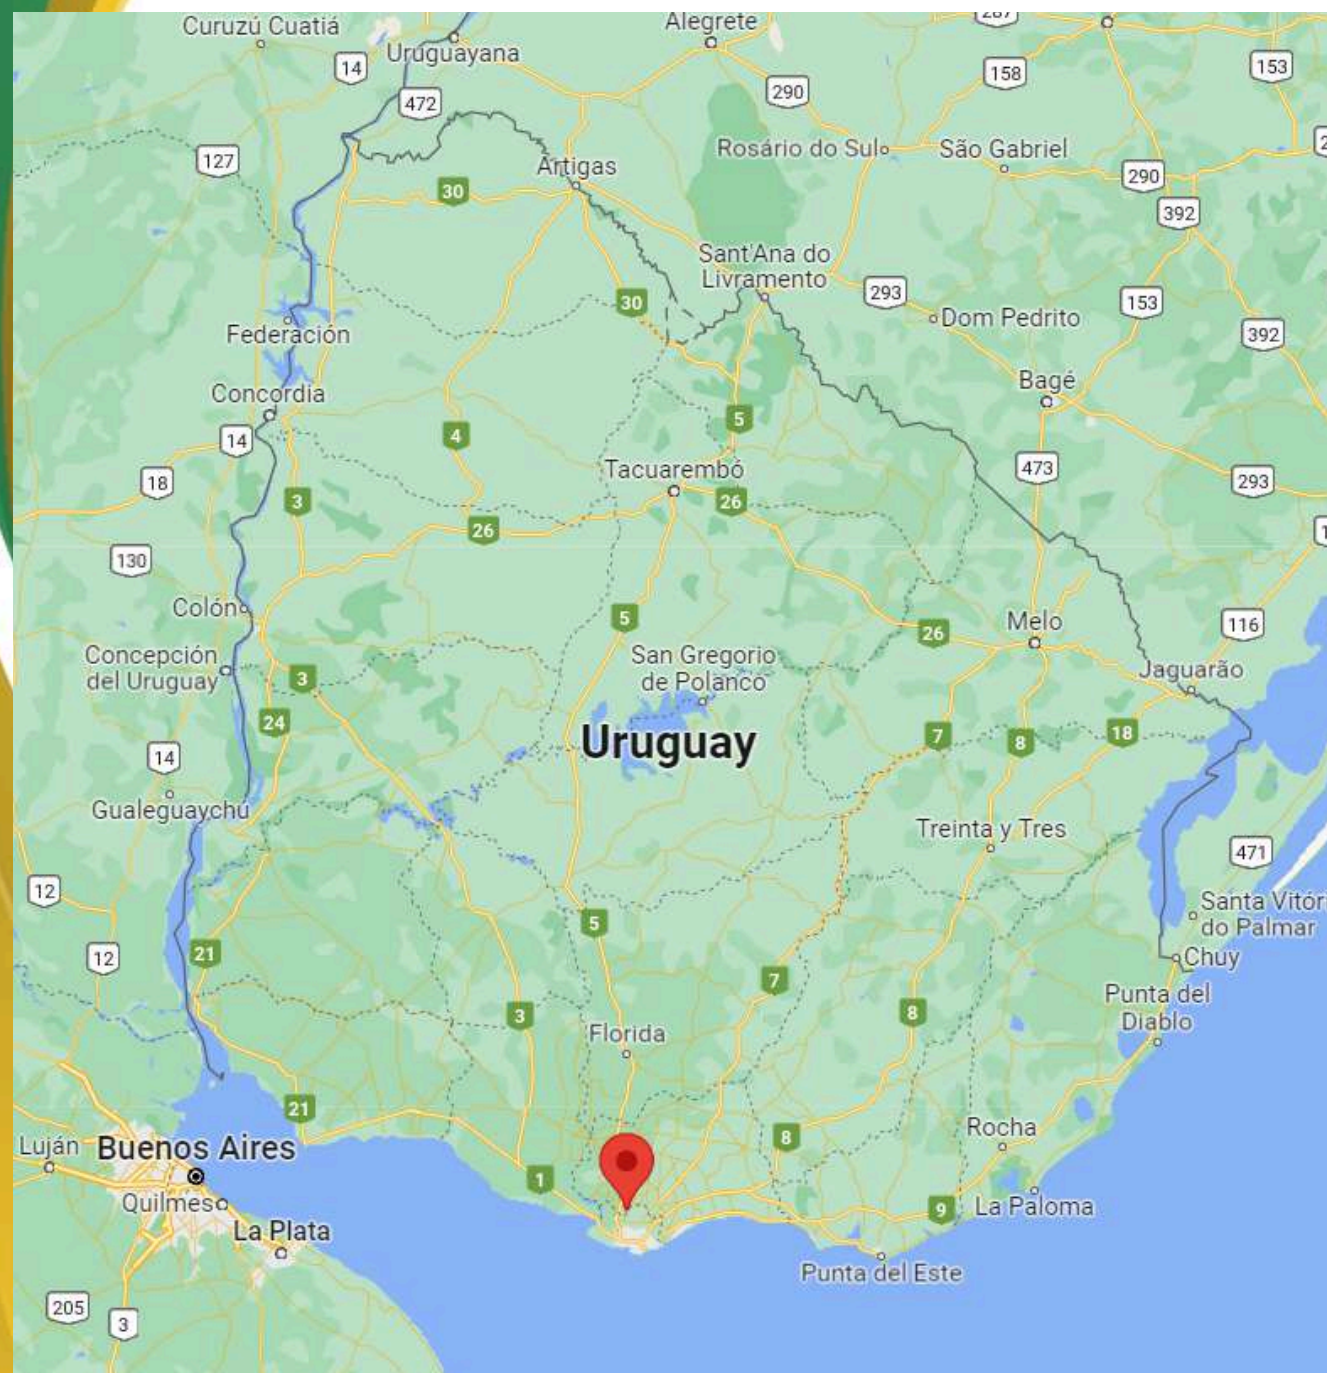 Curuzú Cuatiá
Uruguayana
Alegrete
287
14
472
290
158
153
127
Artigas
Rosário do Sul
São Gabriel
30
290
392
Sant'Ana do
Livramento
293
153
392
30
Federación
Dom Pedrito
Concordia
Bagé
14
4
5
473
18
3
Tacuarembó
26
26
293
130
Colón
5
26
Melo
116
Concepción
del Uruguay
3
San Gregorio
de Polanco
Jaguarão
24
Uruguay
7
8
18
14
Gualeguaychú
Treinta y Tres
471
12
5
Santa Vitóri
do Palmar
12
21
7
Chuy
3
8
Punta del
Diablo
Florida
21
8
Rocha
Luján
Buenos Aires
1
9
La Paloma
Quilmes
La Plata
Punta del Este
205
3